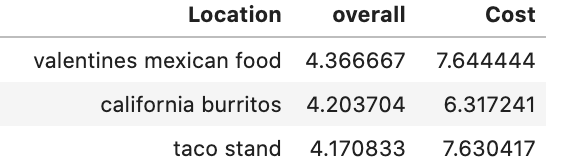 Location overall Cost
valentines mexican food 4.366667 7.644444
california burritos 4.203704 6.317241
taco stand 4.170833 7.630417